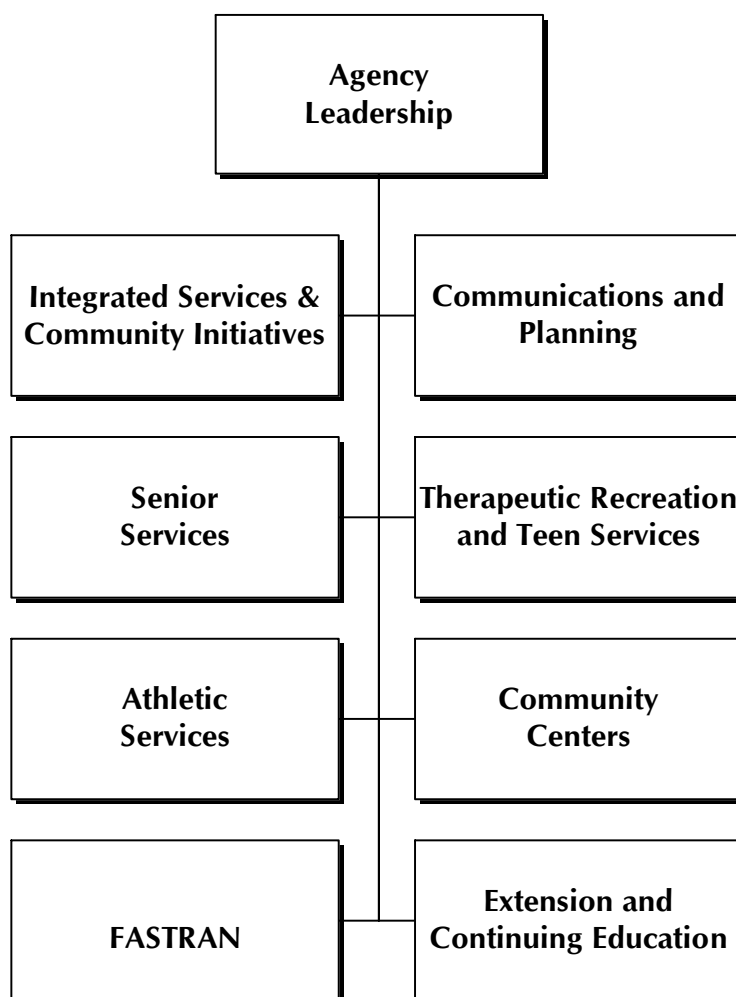 Agency
Leadership
Integrated Services &
Community Initiatives
Communications and
Planning
Senior
Services
Therapeutic Recreation
and Teen Services
Athletic
Services
Community
Centers
FASTRAN
Extension and
Continuing Education